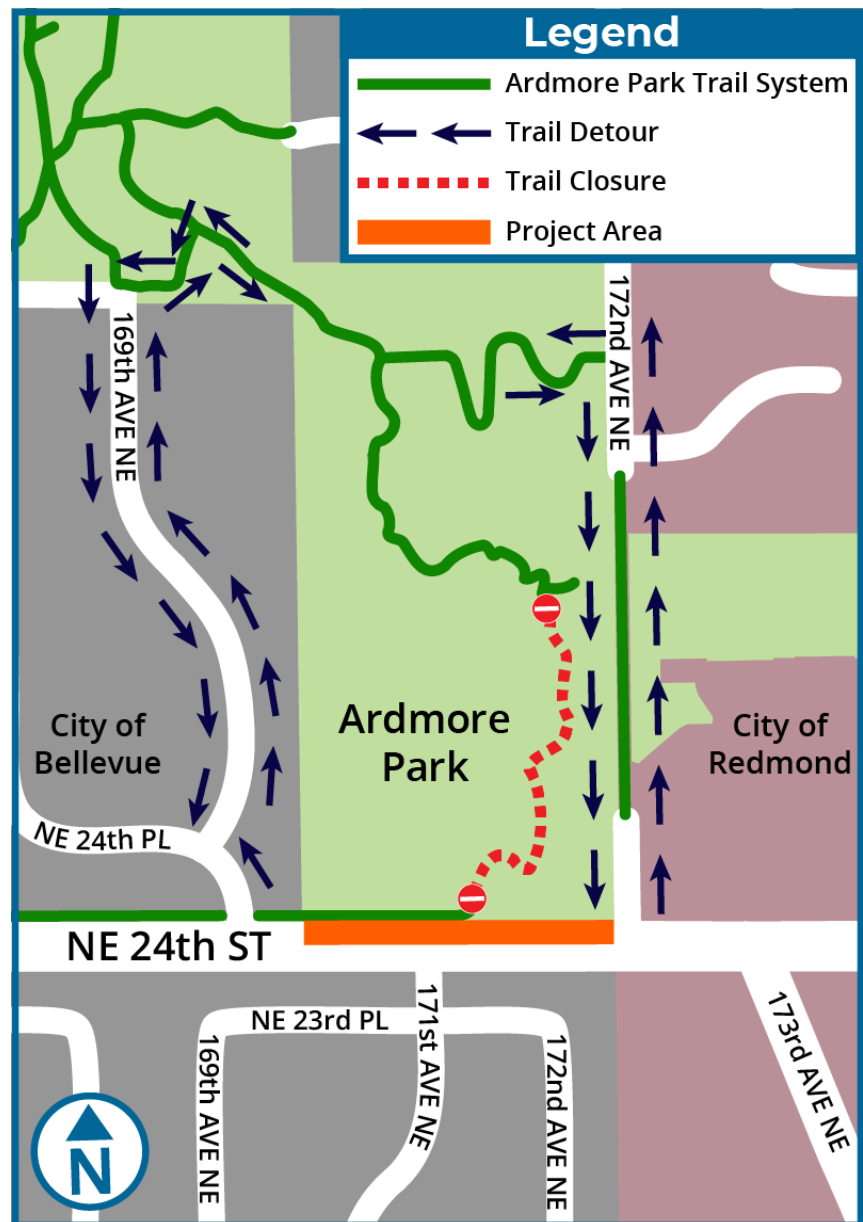 Legend
Ardmore Park Trail System
Trail Detour
Trail Closure
Project Area
169th AVE NE
172nd AVE NE
Ardmore
Park
City of
Bellevue
City of
Redmond
NE 24th PL
NE 24th ST
NE 23rd PL
171st AVE NE
169th AVE NE
172nd AVE NE
173rd AVE NE
N